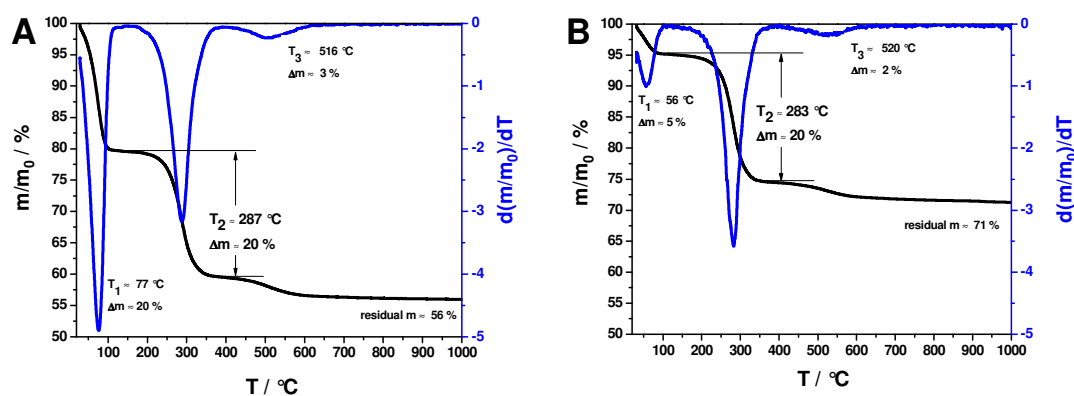 A
100
95
90
85
80
75
70
65
60
55
50
m/m0 / %
T3 ≈ 516 °C
Δm ≈ 3 %
T2 ≈ 287 °C
Δm ≈ 20 %
T1 ≈ 77 °C
Δm ≈ 20 %
residual m ≈ 56 %
0
-1
-2
-3
-4
-5
d(m/m0)/dT
100 200 300 400 500 600 700 800 900 1000
T / °C
B
100
95
90
85
80
75
70
65
60
55
50
m/m0 / %
T3 ≈ 520 °C
Δm ≈ 2 %
T1 ≈ 56 °C
Δm ≈ 5 %
T2 ≈ 283 °C
Δm ≈ 20 %
residual m ≈ 71 %
0
-1
-2
-3
-4
-5
d(m/m0)/dT
100 200 300 400 500 600 700 800 900 1000
T / °C